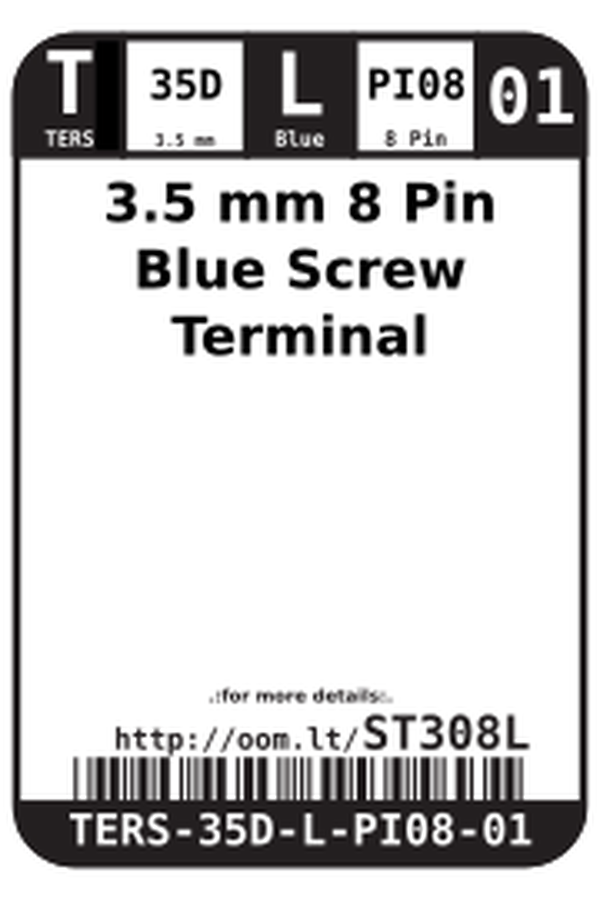 T 35D L PI08 01
TERS 3.5 mm Blue 8 Pin
3.5 mm 8 Pin
Blue Screw
Terminal
.:for more details:.
http://oom.lt/ST308L
TERS-35D-L-PI08-01